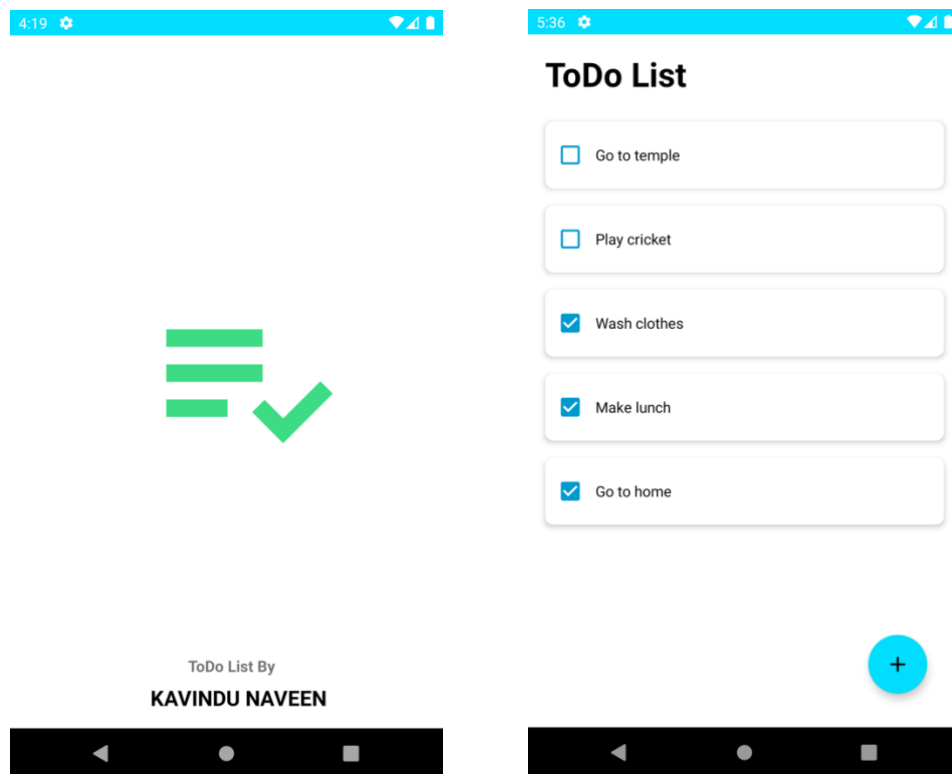 4:19
ToDo List By
KAVINDU NAVEEN
5:36
ToDo List
Go to temple
Play cricket
Wash clothes
Make lunch
Go to home
+